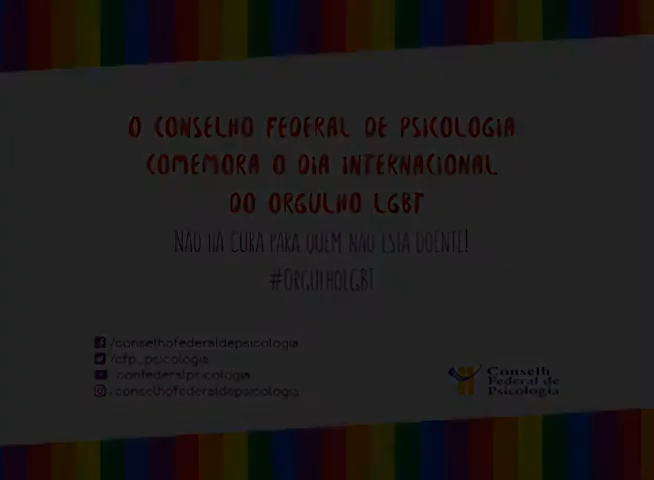 O CONSELHO FEDERAL DE PSICOLOGIA
COMEMORA O DIA INTERNACIONAL
DO ORGULHO LGBT
NÃO HÁ CURA PARA QUEM NÃO ESTÁ DOENTE!
#ORGULHOLGBT
/conselhofederaldepsicologia
/cfp_psicologia
/confederalpsicologia
/conselhofederaldepsicologia
Conselh
Federal de
Psicologia